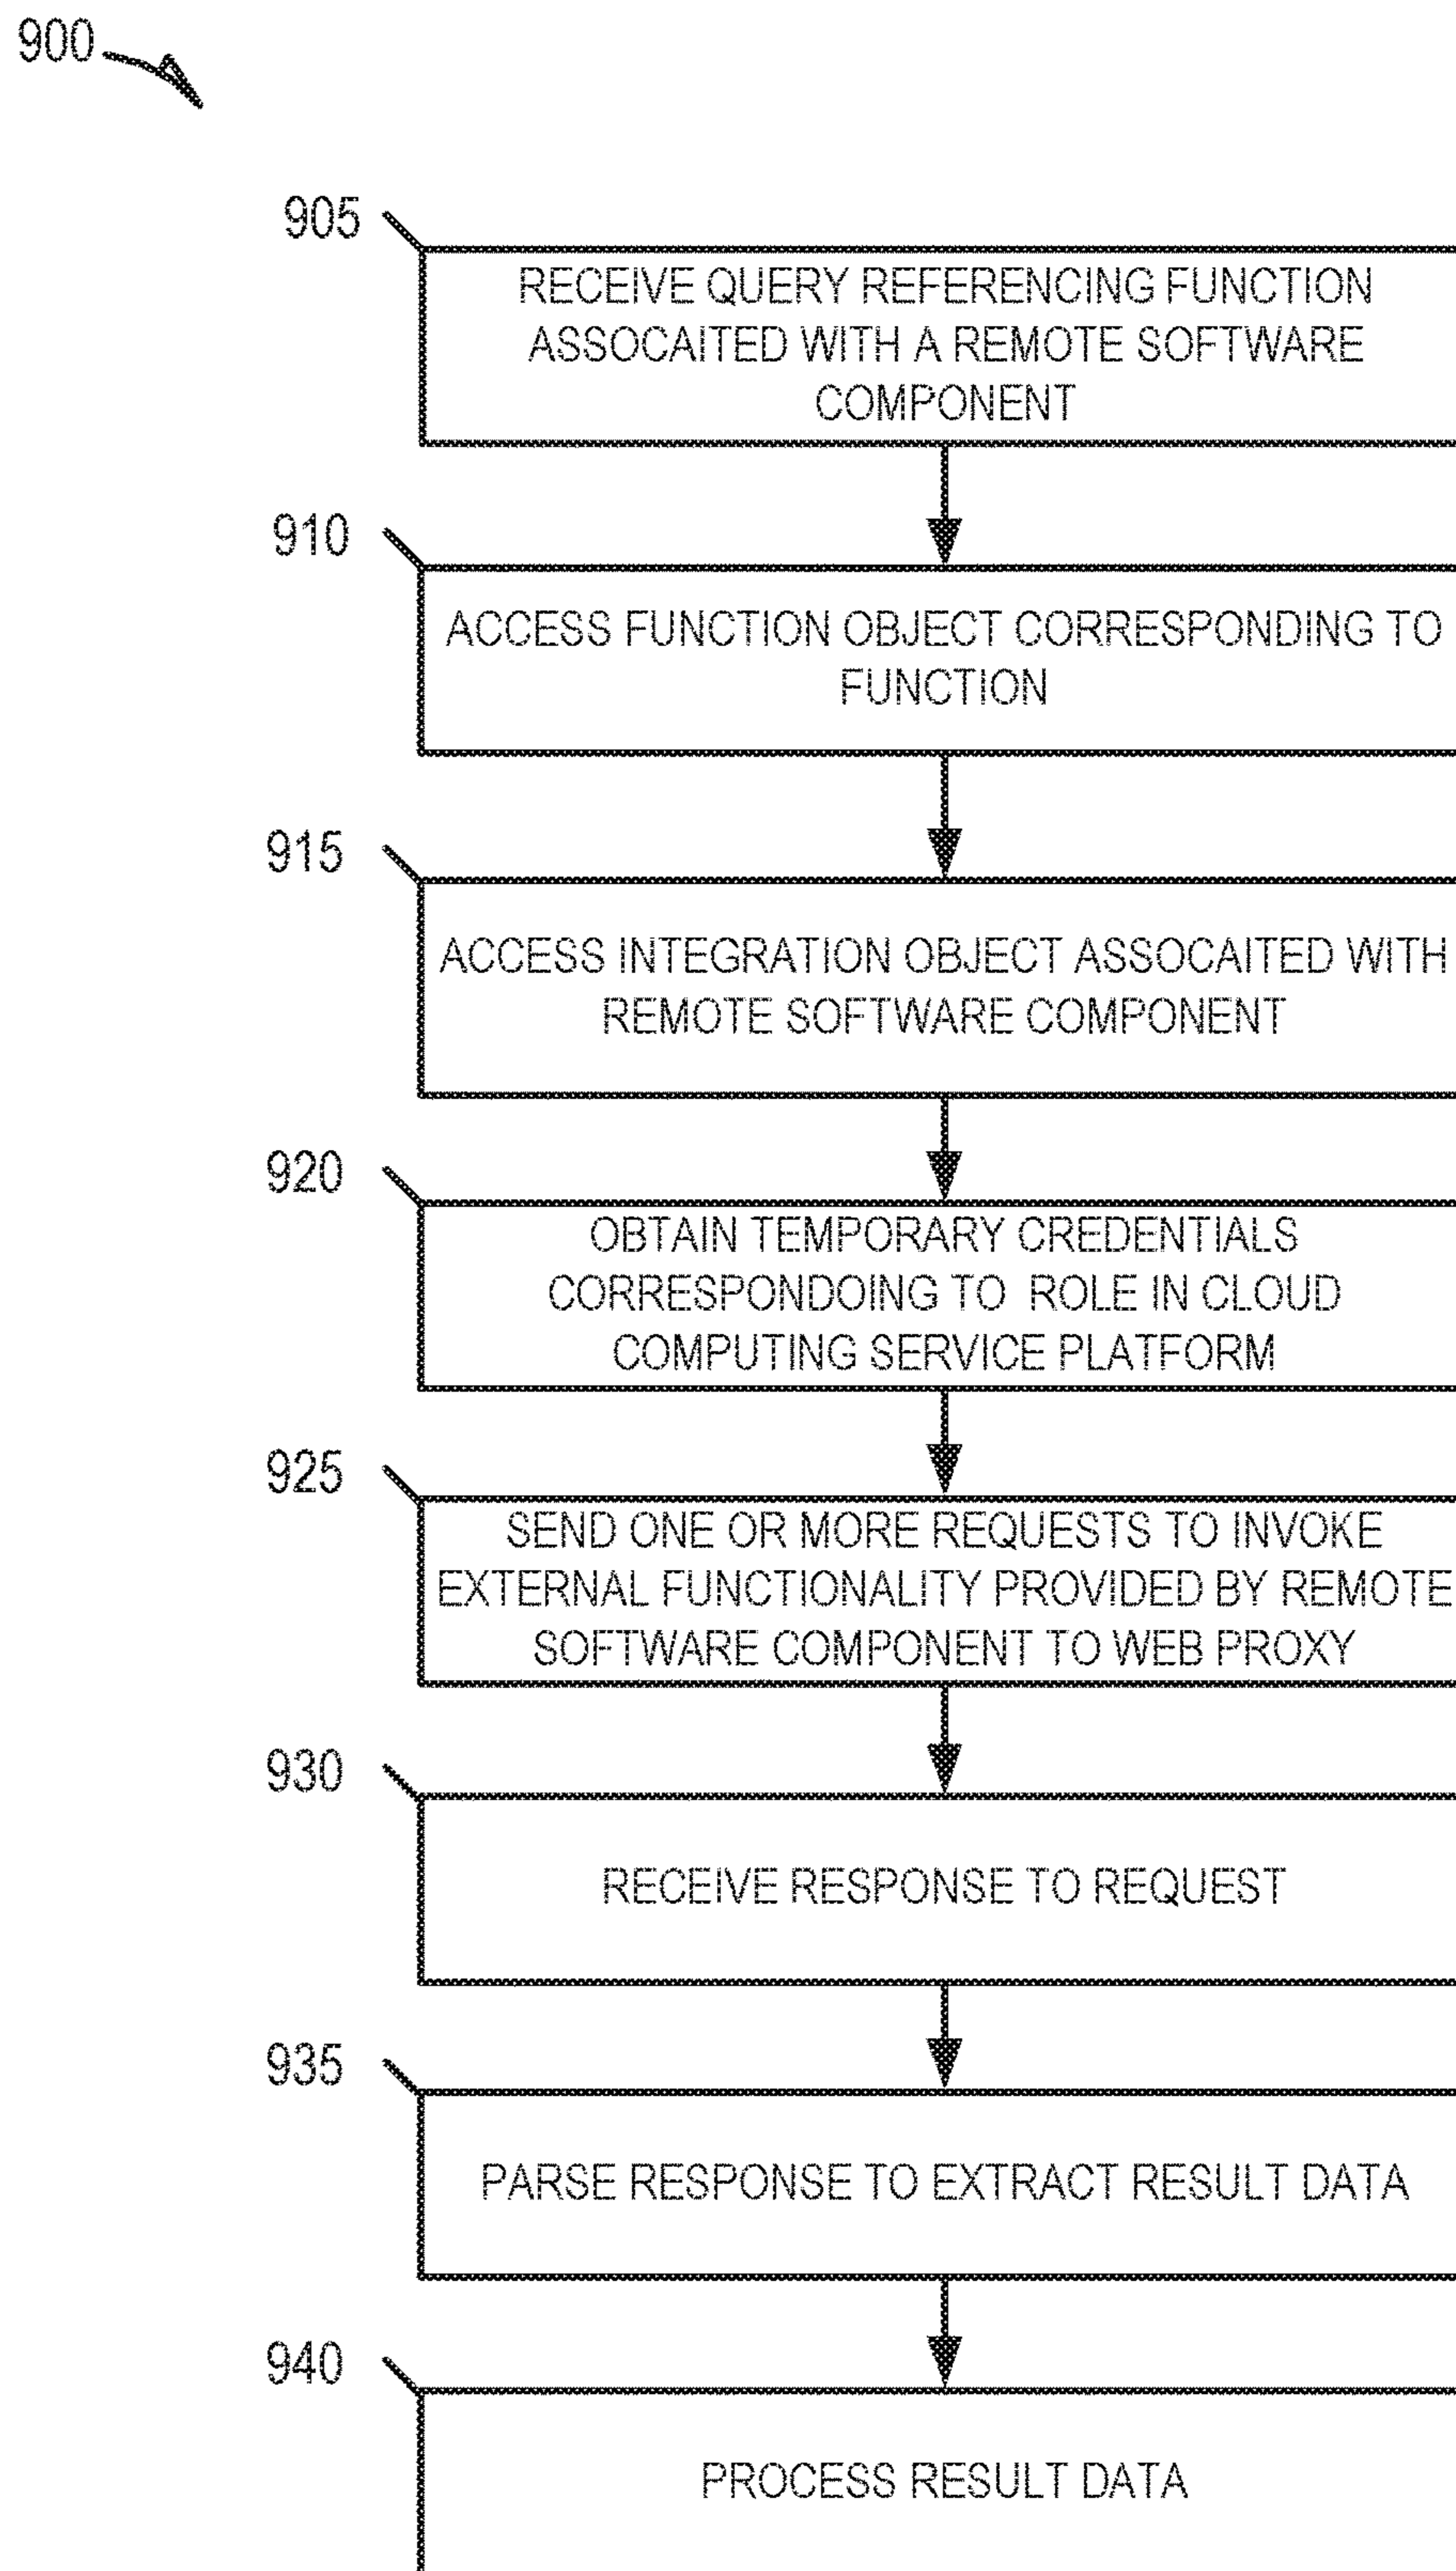 900
905
RECEIVE QUERY REFERENCING FUNCTION
ASSOCAITED WITH A REMOTE SOFTWARE
COMPONENT
910
ACCESS FUNCTION OBJECT CORRESPONDING TO
FUNCTION
915
ACCESS INTEGRATION OBJECT ASSOCAITED WITH
REMOTE SOFTWARE COMPONENT
920
OBTAIN TEMPORARY CREDENTIALS
CORRESPONDOING TO ROLE IN CLOUD
COMPUTING SERVICE PLATFORM
925
SEND ONE OR MORE REQUESTS TO INVOKE
EXTERNAL FUNCTIONALITY PROVIDED BY REMOTE
SOFTWARE COMPONENT TO WEB PROXY
930
RECEIVE RESPONSE TO REQUEST
935
PARSE RESPONSE TO EXTRACT RESULT DATA
940
PROCESS RESULT DATA